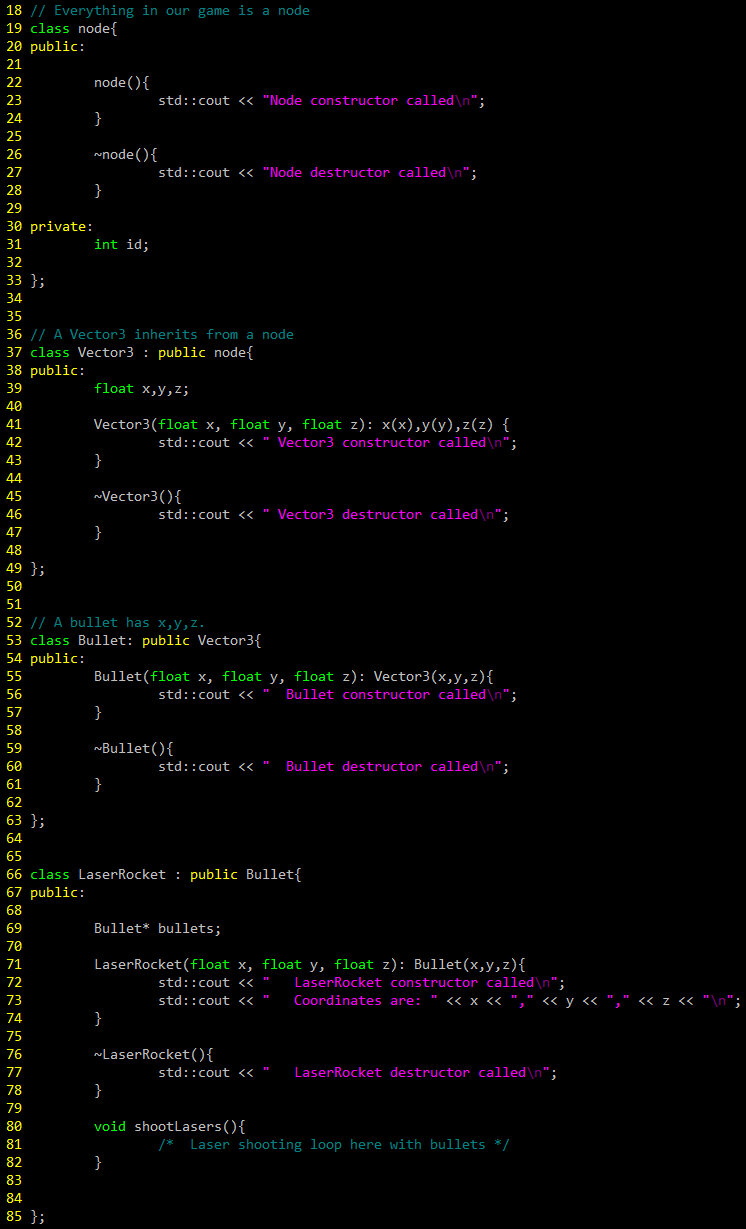 18 // Everything in our game is a node
19 class node{
20 public:
21
22         node(){
23                 std::cout << "Node constructor called\n";
24         }
25
26         ~node(){
27                 std::cout << "Node destructor called\n";
28         }
29
30 private:
31         int id;
32
33 };
34
35
36 // A Vector3 inherits from a node
37 class Vector3 : public node{
38 public:
39         float x,y,z;
40
41         Vector3(float x, float y, float z): x(x),y(y),z(z) {
42                 std::cout << " Vector3 constructor called\n";
43         }
44
45         ~Vector3(){
46                 std::cout << " Vector3 destructor called\n";
47         }
48
49 };
50
51
52 // A bullet has x,y,z.
53 class Bullet: public Vector3{
54 public:
55         Bullet(float x, float y, float z): Vector3(x,y,z){
56                 std::cout << "  Bullet constructor called\n";
57         }
58
59         ~Bullet(){
60                 std::cout << "  Bullet destructor called\n";
61         }
62
63 };
64
65
66 class LaserRocket : public Bullet{
67 public:
68
69         Bullet* bullets;
70
71         LaserRocket(float x, float y, float z): Bullet(x,y,z){
72                 std::cout << "   LaserRocket constructor called\n";
73                 std::cout << "   Coordinates are: " << x << "," << y << "," << z << "\n";
74         }
75
76         ~LaserRocket(){
77                 std::cout << "   LaserRocket destructor called\n";
78         }
79
80         void shootLasers(){
81                 /*  Laser shooting loop here with bullets */
82         }
83
84
85 };